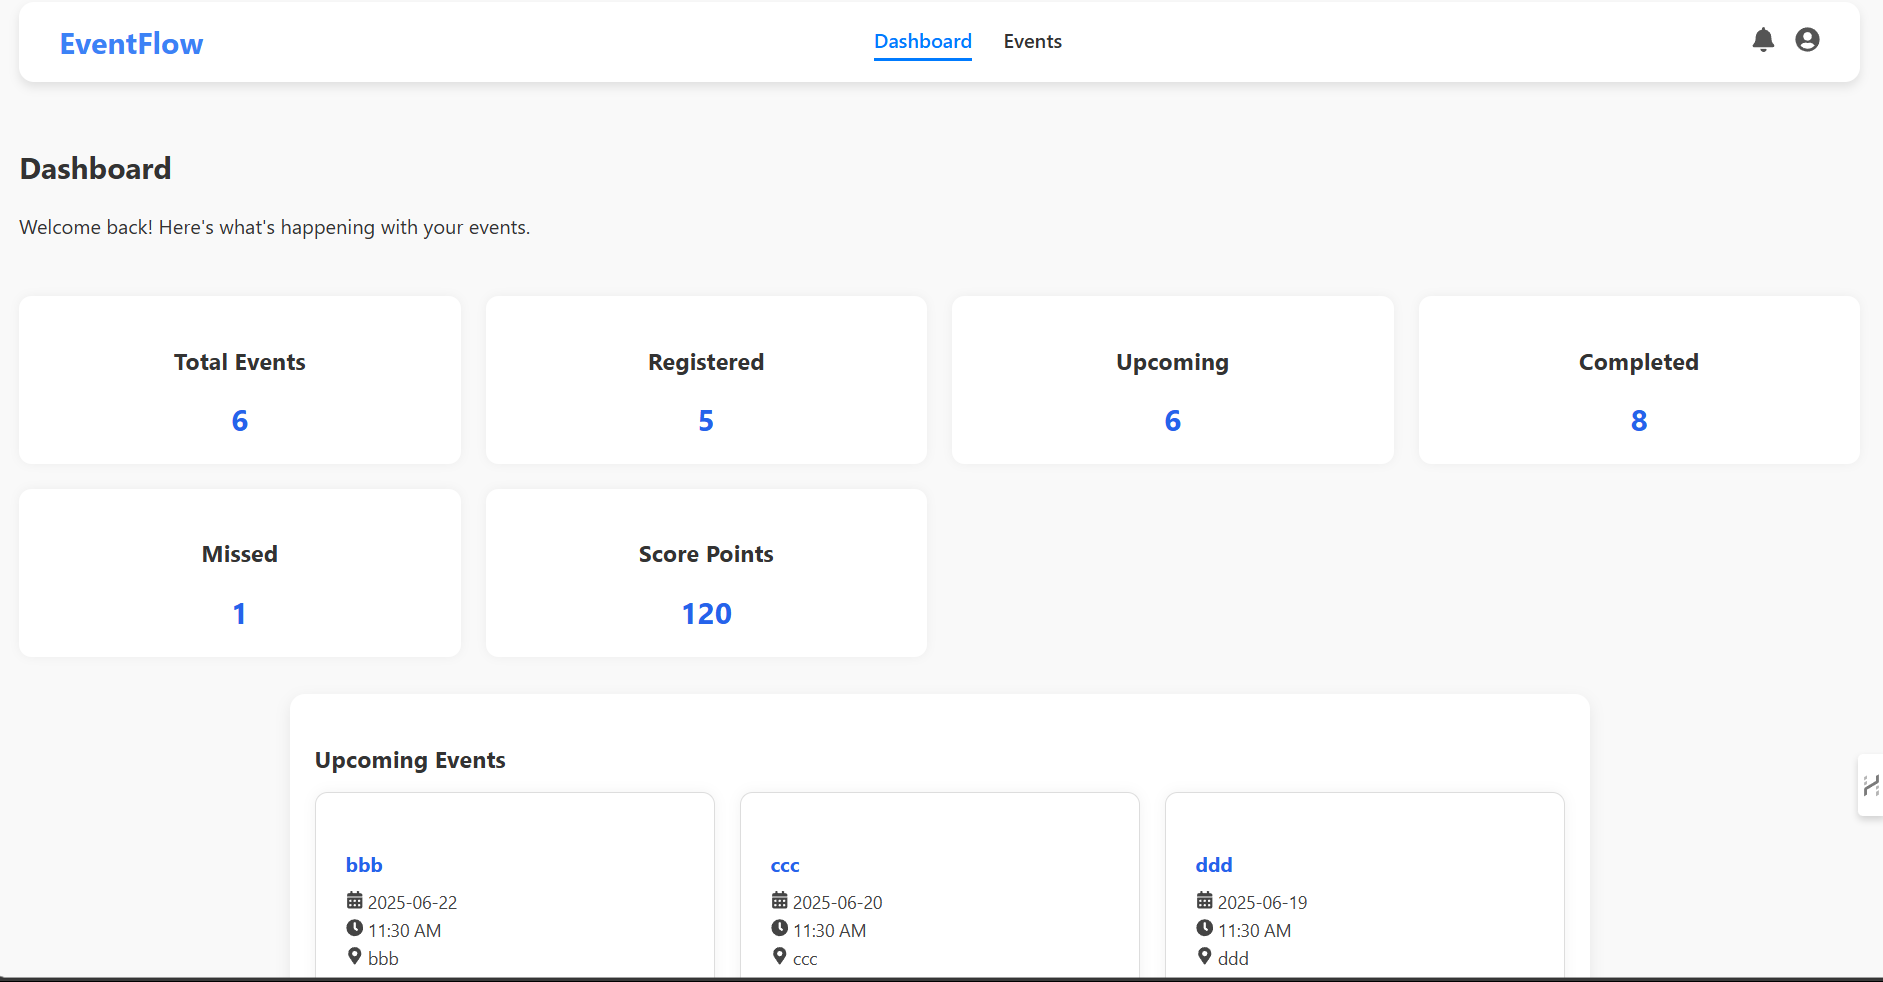 EventFlow
Dashboard
Events
Dashboard
Welcome back! Here's what's happening with your events.
Total Events
6
Registered
5
Upcoming
6
Completed
8
Missed
1
Score Points
120
Upcoming Events
bbb
2025-06-22
11:30 AM
bbb
ccc
2025-06-20
11:30 AM
ccc
ddd
2025-06-19
11:30 AM
ddd